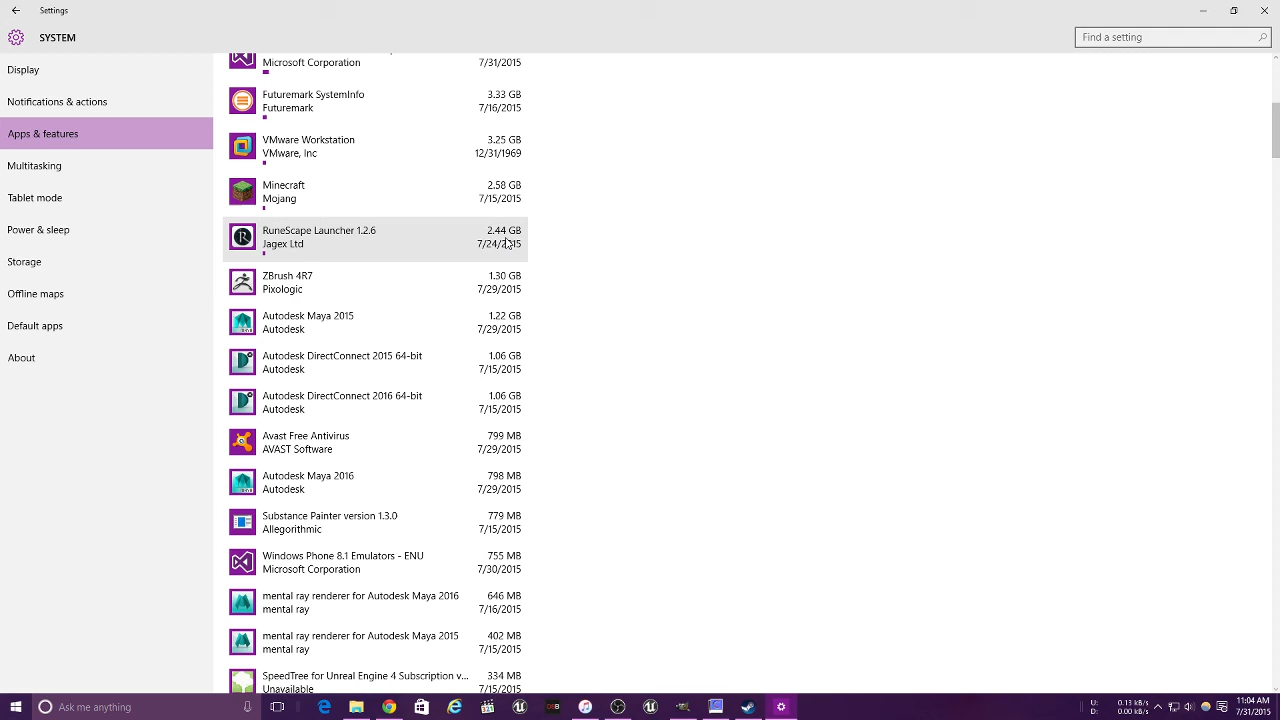 Settings
SYSTEM
Find a setting
Display
Notifications & actions
Apps & features
Multitasking
Tablet mode
Power & sleep
Storage
Offline maps
Default apps
About
Microsoft Corporation 7/31/2015
Futuremark SystemInfo 3.33 GB
Futuremark 7/16/2015
VMware Workstation 3.25 GB
VMware, Inc 12/31/1969
Minecraft 2.58 GB
Mojang 7/15/2015
RuneScape Launcher 1.2.6 2.44 GB
Jagex Ltd 7/24/2015
ZBrush 4R7 1.30 GB
Pixologic 7/29/2015
Autodesk Maya 2015 1.22 GB
Autodesk 7/29/2015
Autodesk DirectConnect 2015 64-bit 1.06 GB
Autodesk 7/15/2015
Autodesk DirectConnect 2016 64-bit 1.06 GB
Autodesk 7/15/2015
Avast Free Antivirus 799 MB
AVAST Software 7/29/2015
Autodesk Maya 2016 798 MB
Autodesk 7/29/2015
Substance Painter version 1.3.0 779 MB
Allegorithmic 7/15/2015
Windows Phone 8.1 Emulators - ENU 755 MB
Microsoft Corporation 7/30/2015
mental ray renderer for Autodesk Maya 2016 646 MB
mental ray 7/16/2015
mental ray renderer for Autodesk Maya 2015 402 MB
mental ray 7/15/2015
SpeedTree for Unreal Engine 4 Subscription v... 334 MB
Unavailable 7/15/2015
Ask me anything
U: 0.13 kB/s
D: 0.00 kB/s
11:04 AM
7/31/2015